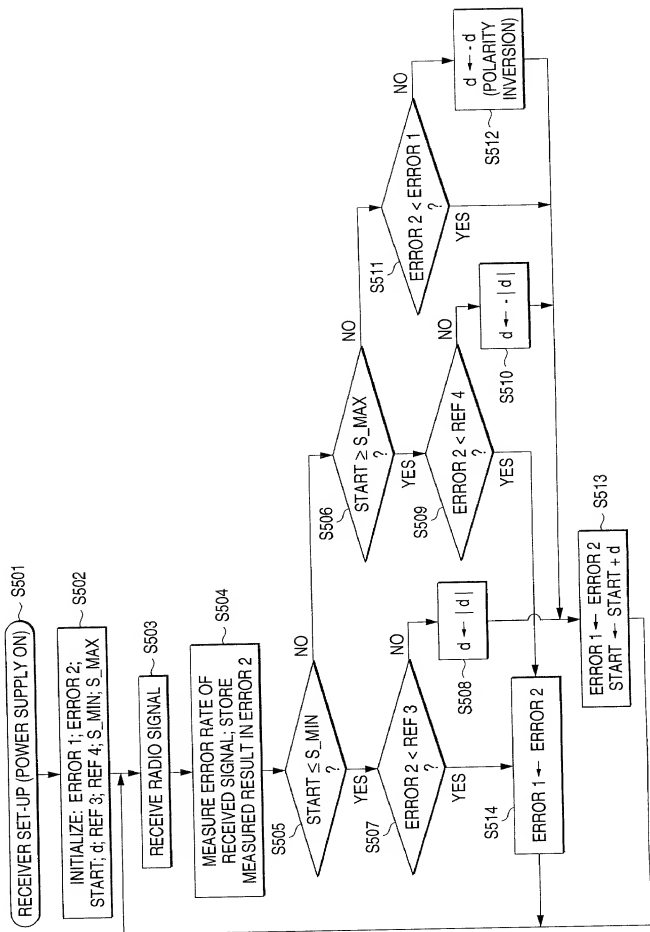 RECEIVER SET-UP (POWER SUPPLY ON)
S501
INITIALIZE: ERROR 1; ERROR 2;
START; d; REF 3; REF 4; S_MIN; S_MAX
S502
RECEIVE RADIO SIGNAL
S503
MEASURE ERROR RATE OF
RECEIVED SIGNAL; STORE
MEASURED RESULT IN ERROR 2
S504
S505
START ≤ S_MIN
?
NO
YES
S506
START ≥ S_MAX
?
NO
YES
S507
ERROR 2 < REF 3
?
NO
YES
d ← |d|
S508
S509
ERROR 2 < REF 4
?
NO
YES
d ← - |d|
S510
S511
ERROR 2 < ERROR 1
?
NO
YES
d ← - d
(POLARITY
INVERSION)
S512
ERROR 1 ← ERROR 2
START ← START + d
S513
S514
ERROR 1 ← ERROR 2